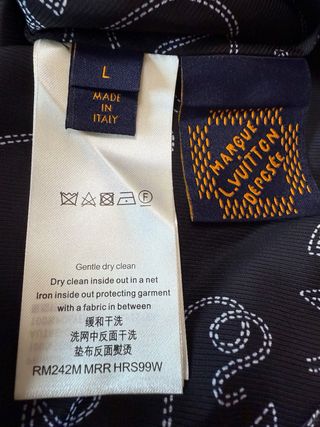 L
MADE
IN
ITALY
MARQUE
L.VUITTON
DÉPOSÉE
F
Gentle dry clean
Dry clean inside out in a net
Iron inside out protecting garment
with a fabric in between
缓和干洗
洗网中反面干洗
垫布反面熨烫
RM242M MRR HRS99W